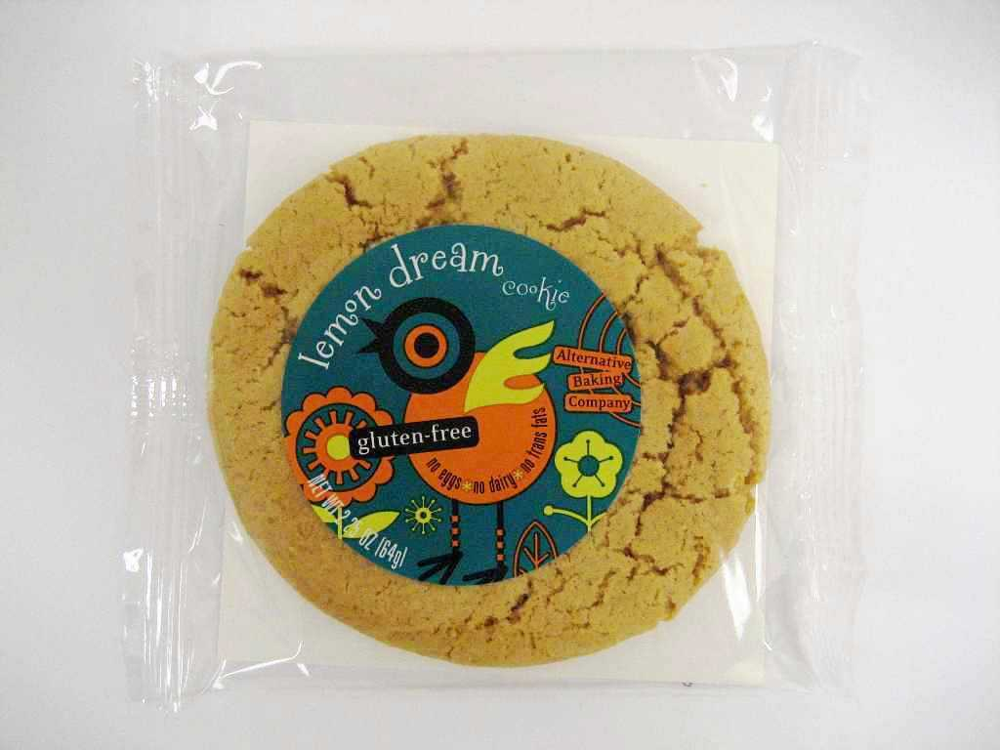 lemon dream
cookie
Alternative
Baking
Company
gluten-free
no eggs*no dairy*no trans fats
NET WT 2.25 OZ (64g)